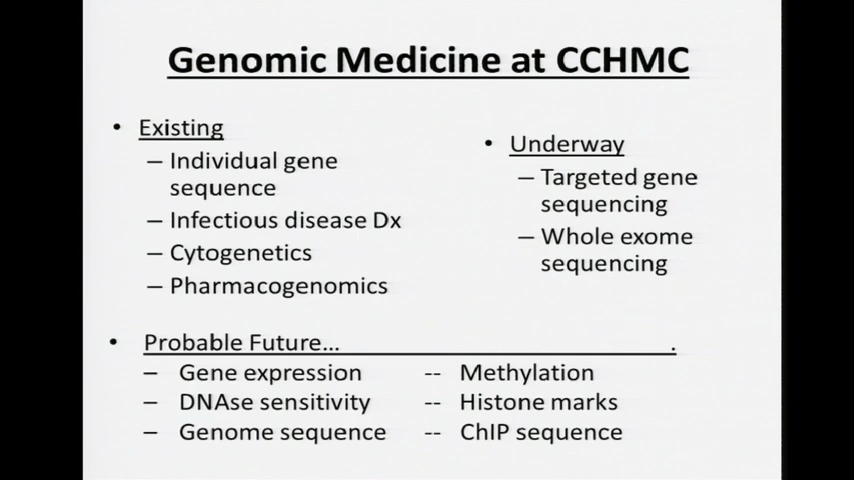 Genomic Medicine at CCHMC
• Existing
– Individual gene
sequence
– Infectious disease Dx
– Cytogenetics
– Pharmacogenomics
• Underway
– Targeted gene
sequencing
– Whole exome
sequencing
• Probable Future... .
– Gene expression -- Methylation
– DNAse sensitivity -- Histone marks
– Genome sequence -- ChIP sequence